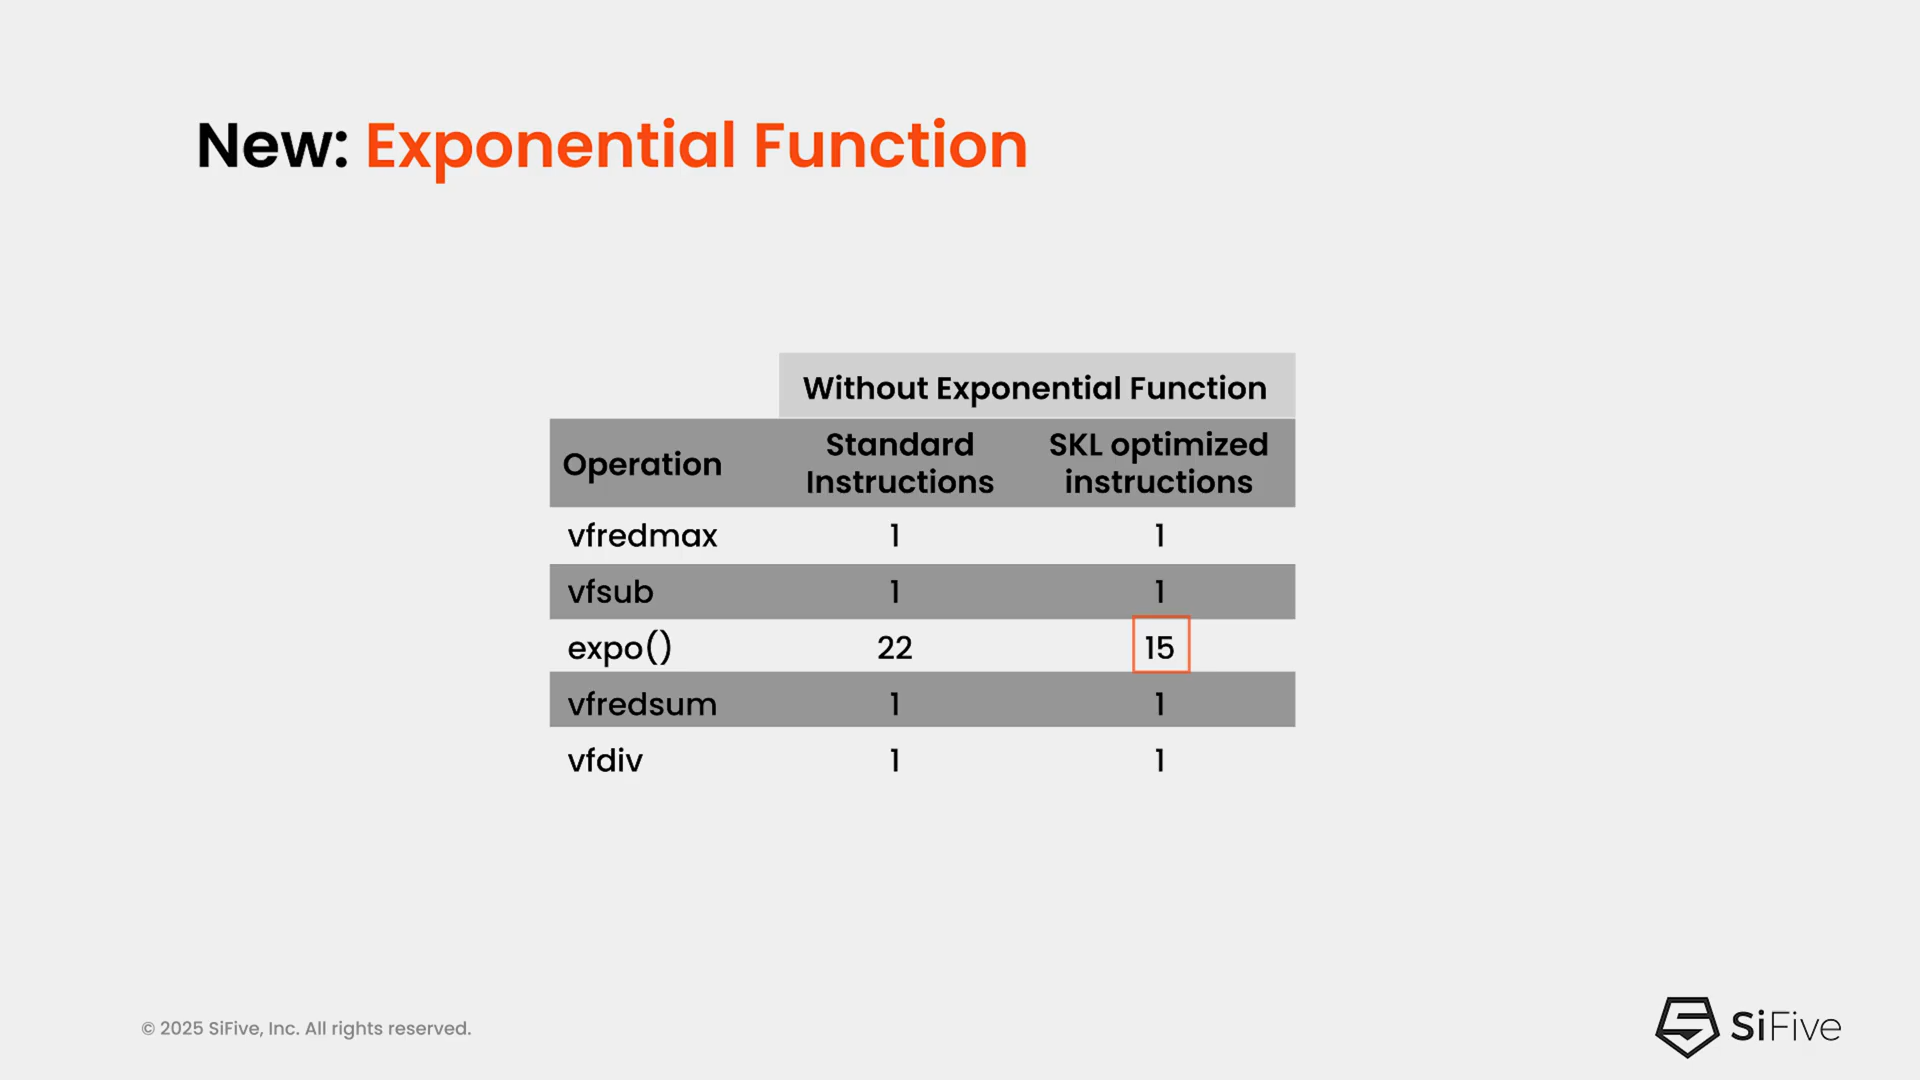 New: Exponential Function
Without Exponential Function
Operation Standard Instructions SKL optimized instructions
vfredmax 1 1
vfsub 1 1
expo() 22 15
vfredsum 1 1
vfdiv 1 1
© 2025 SiFive, Inc. All rights reserved.
SiFive